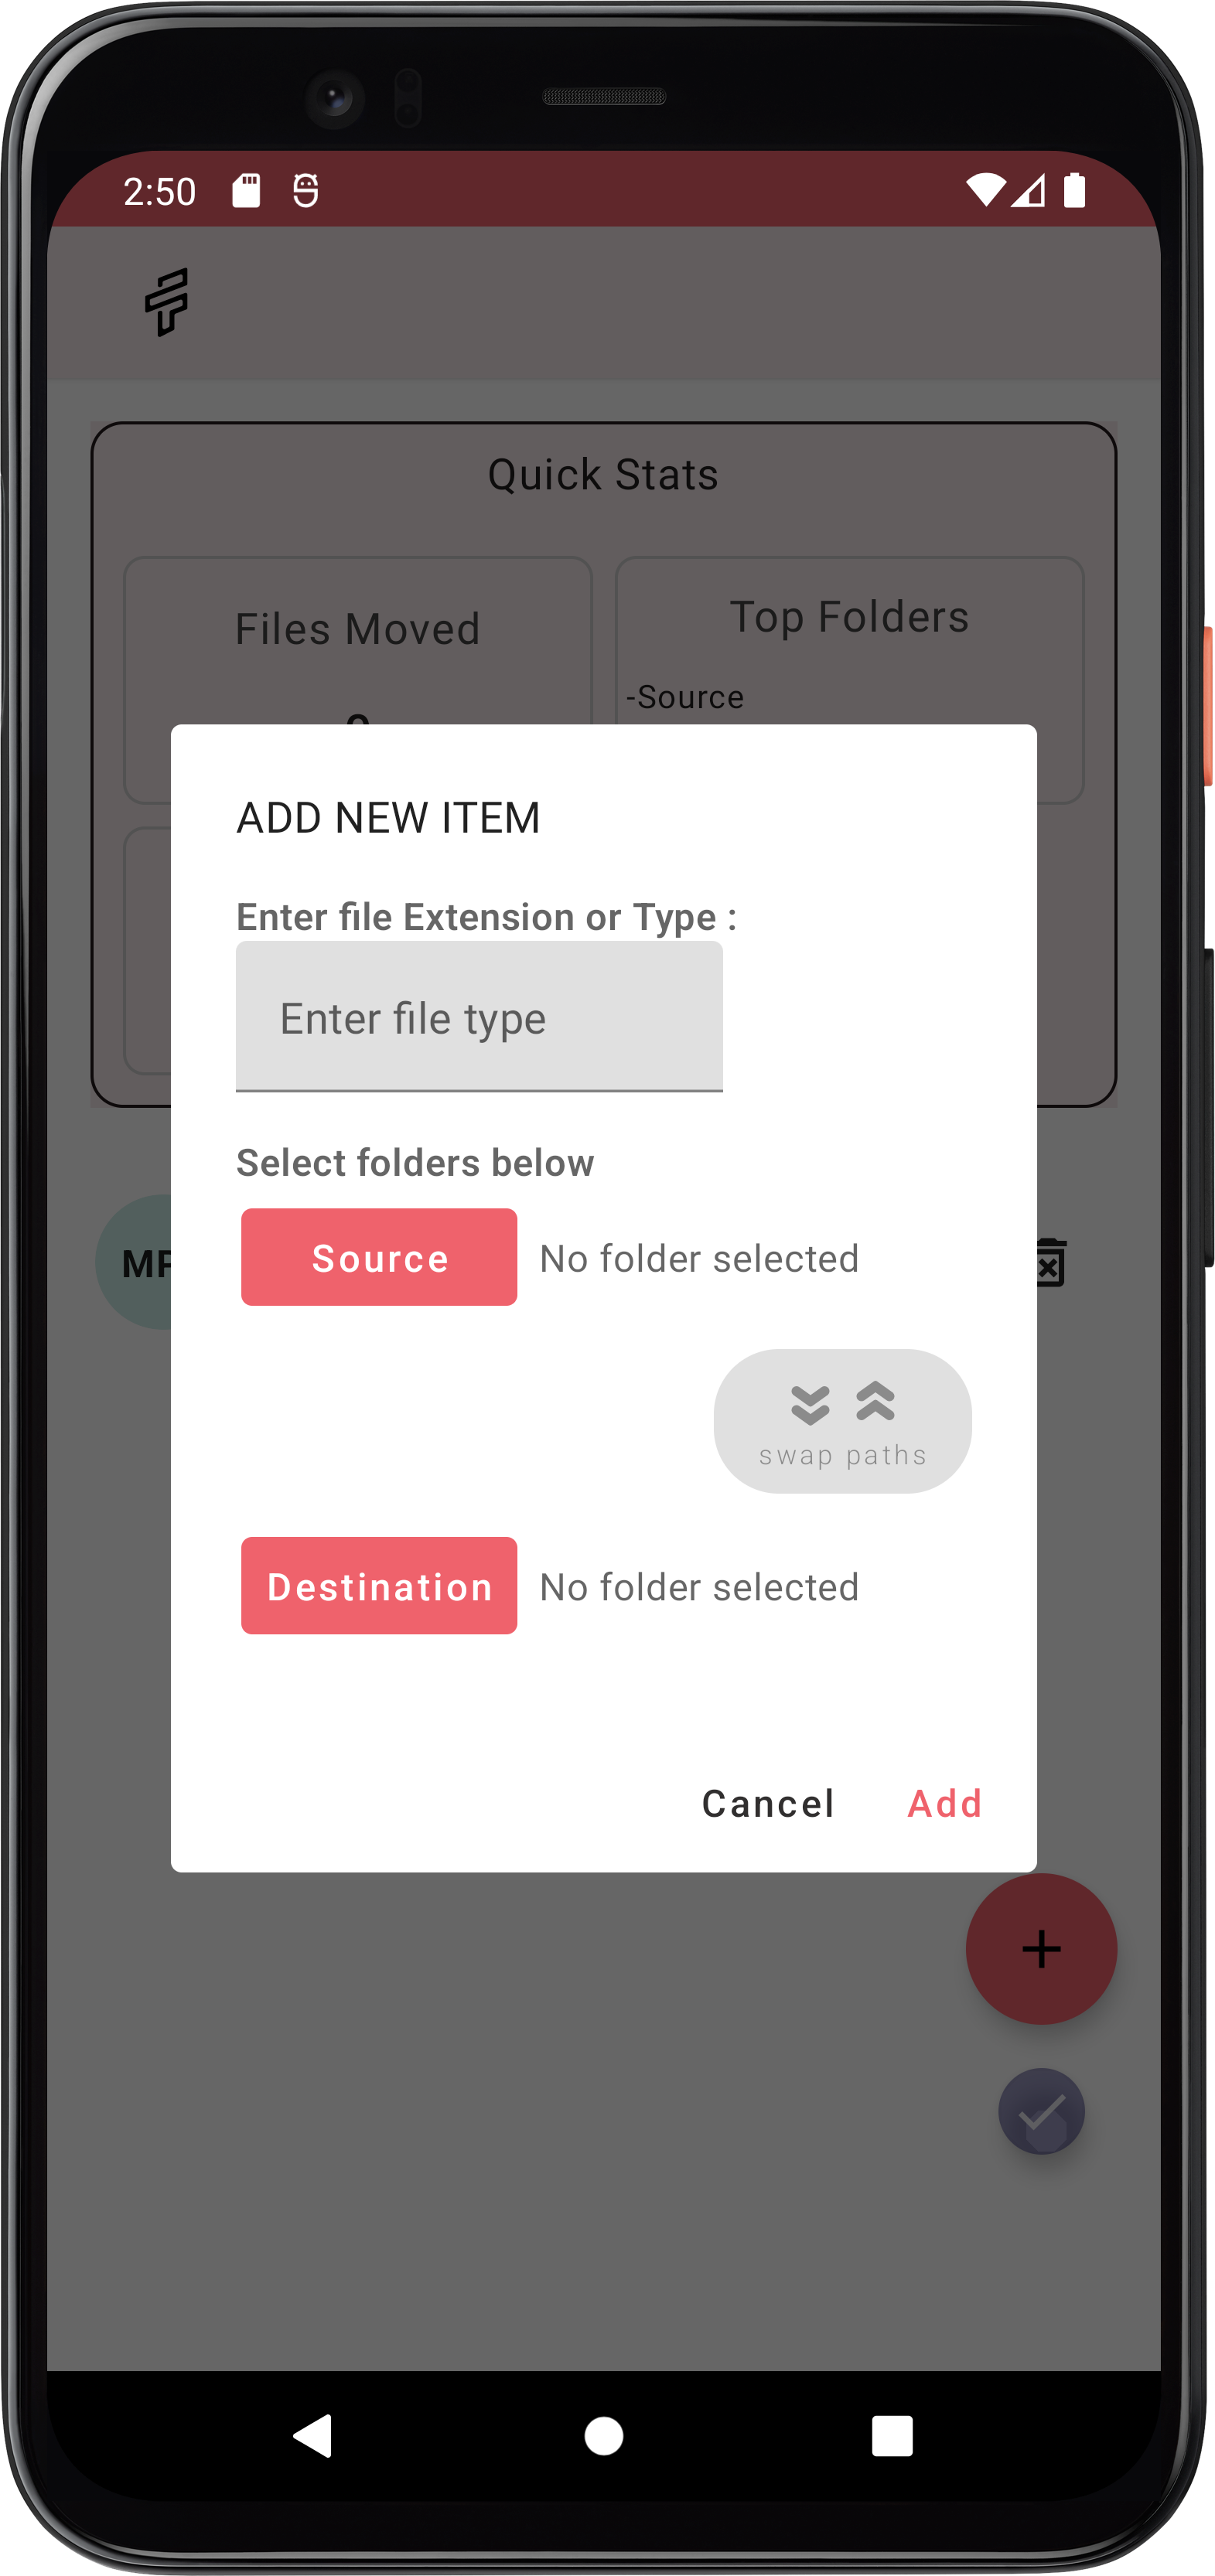 2:50
Quick Stats
Files Moved
Top Folders
-Source
ADD NEW ITEM
Enter file Extension or Type :
Enter file type
Select folders below
Source No folder selected
swap paths
Destination No folder selected
Cancel Add